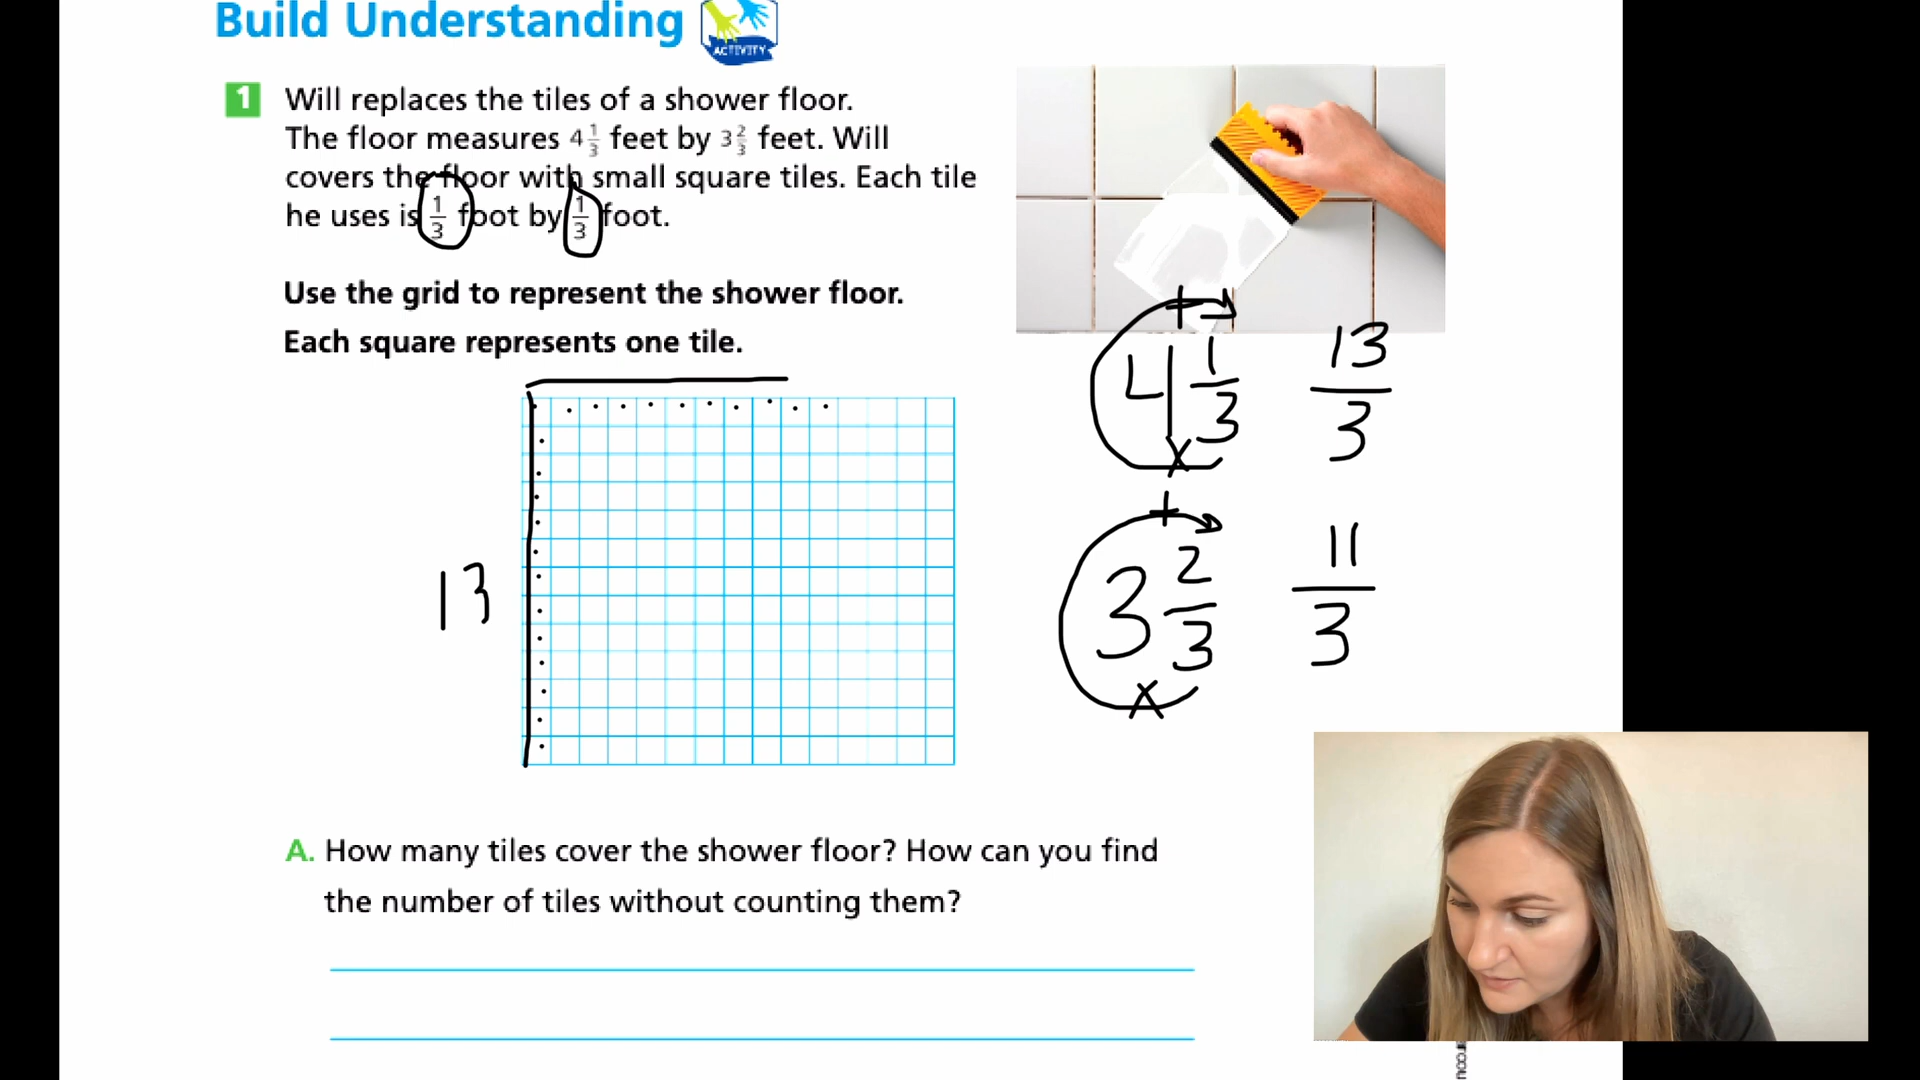 Build Understanding
ACTIVITY
1 Will replaces the tiles of a shower floor.
The floor measures 4 1/3 feet by 3 2/3 feet. Will
covers the floor with small square tiles. Each tile
he uses is 1/3 foot by 1/3 foot.
Use the grid to represent the shower floor.
Each square represents one tile.
+
4 1/3 13/3
×
13
+
3 2/3 11/3
×
A. How many tiles cover the shower floor? How can you find
the number of tiles without counting them?